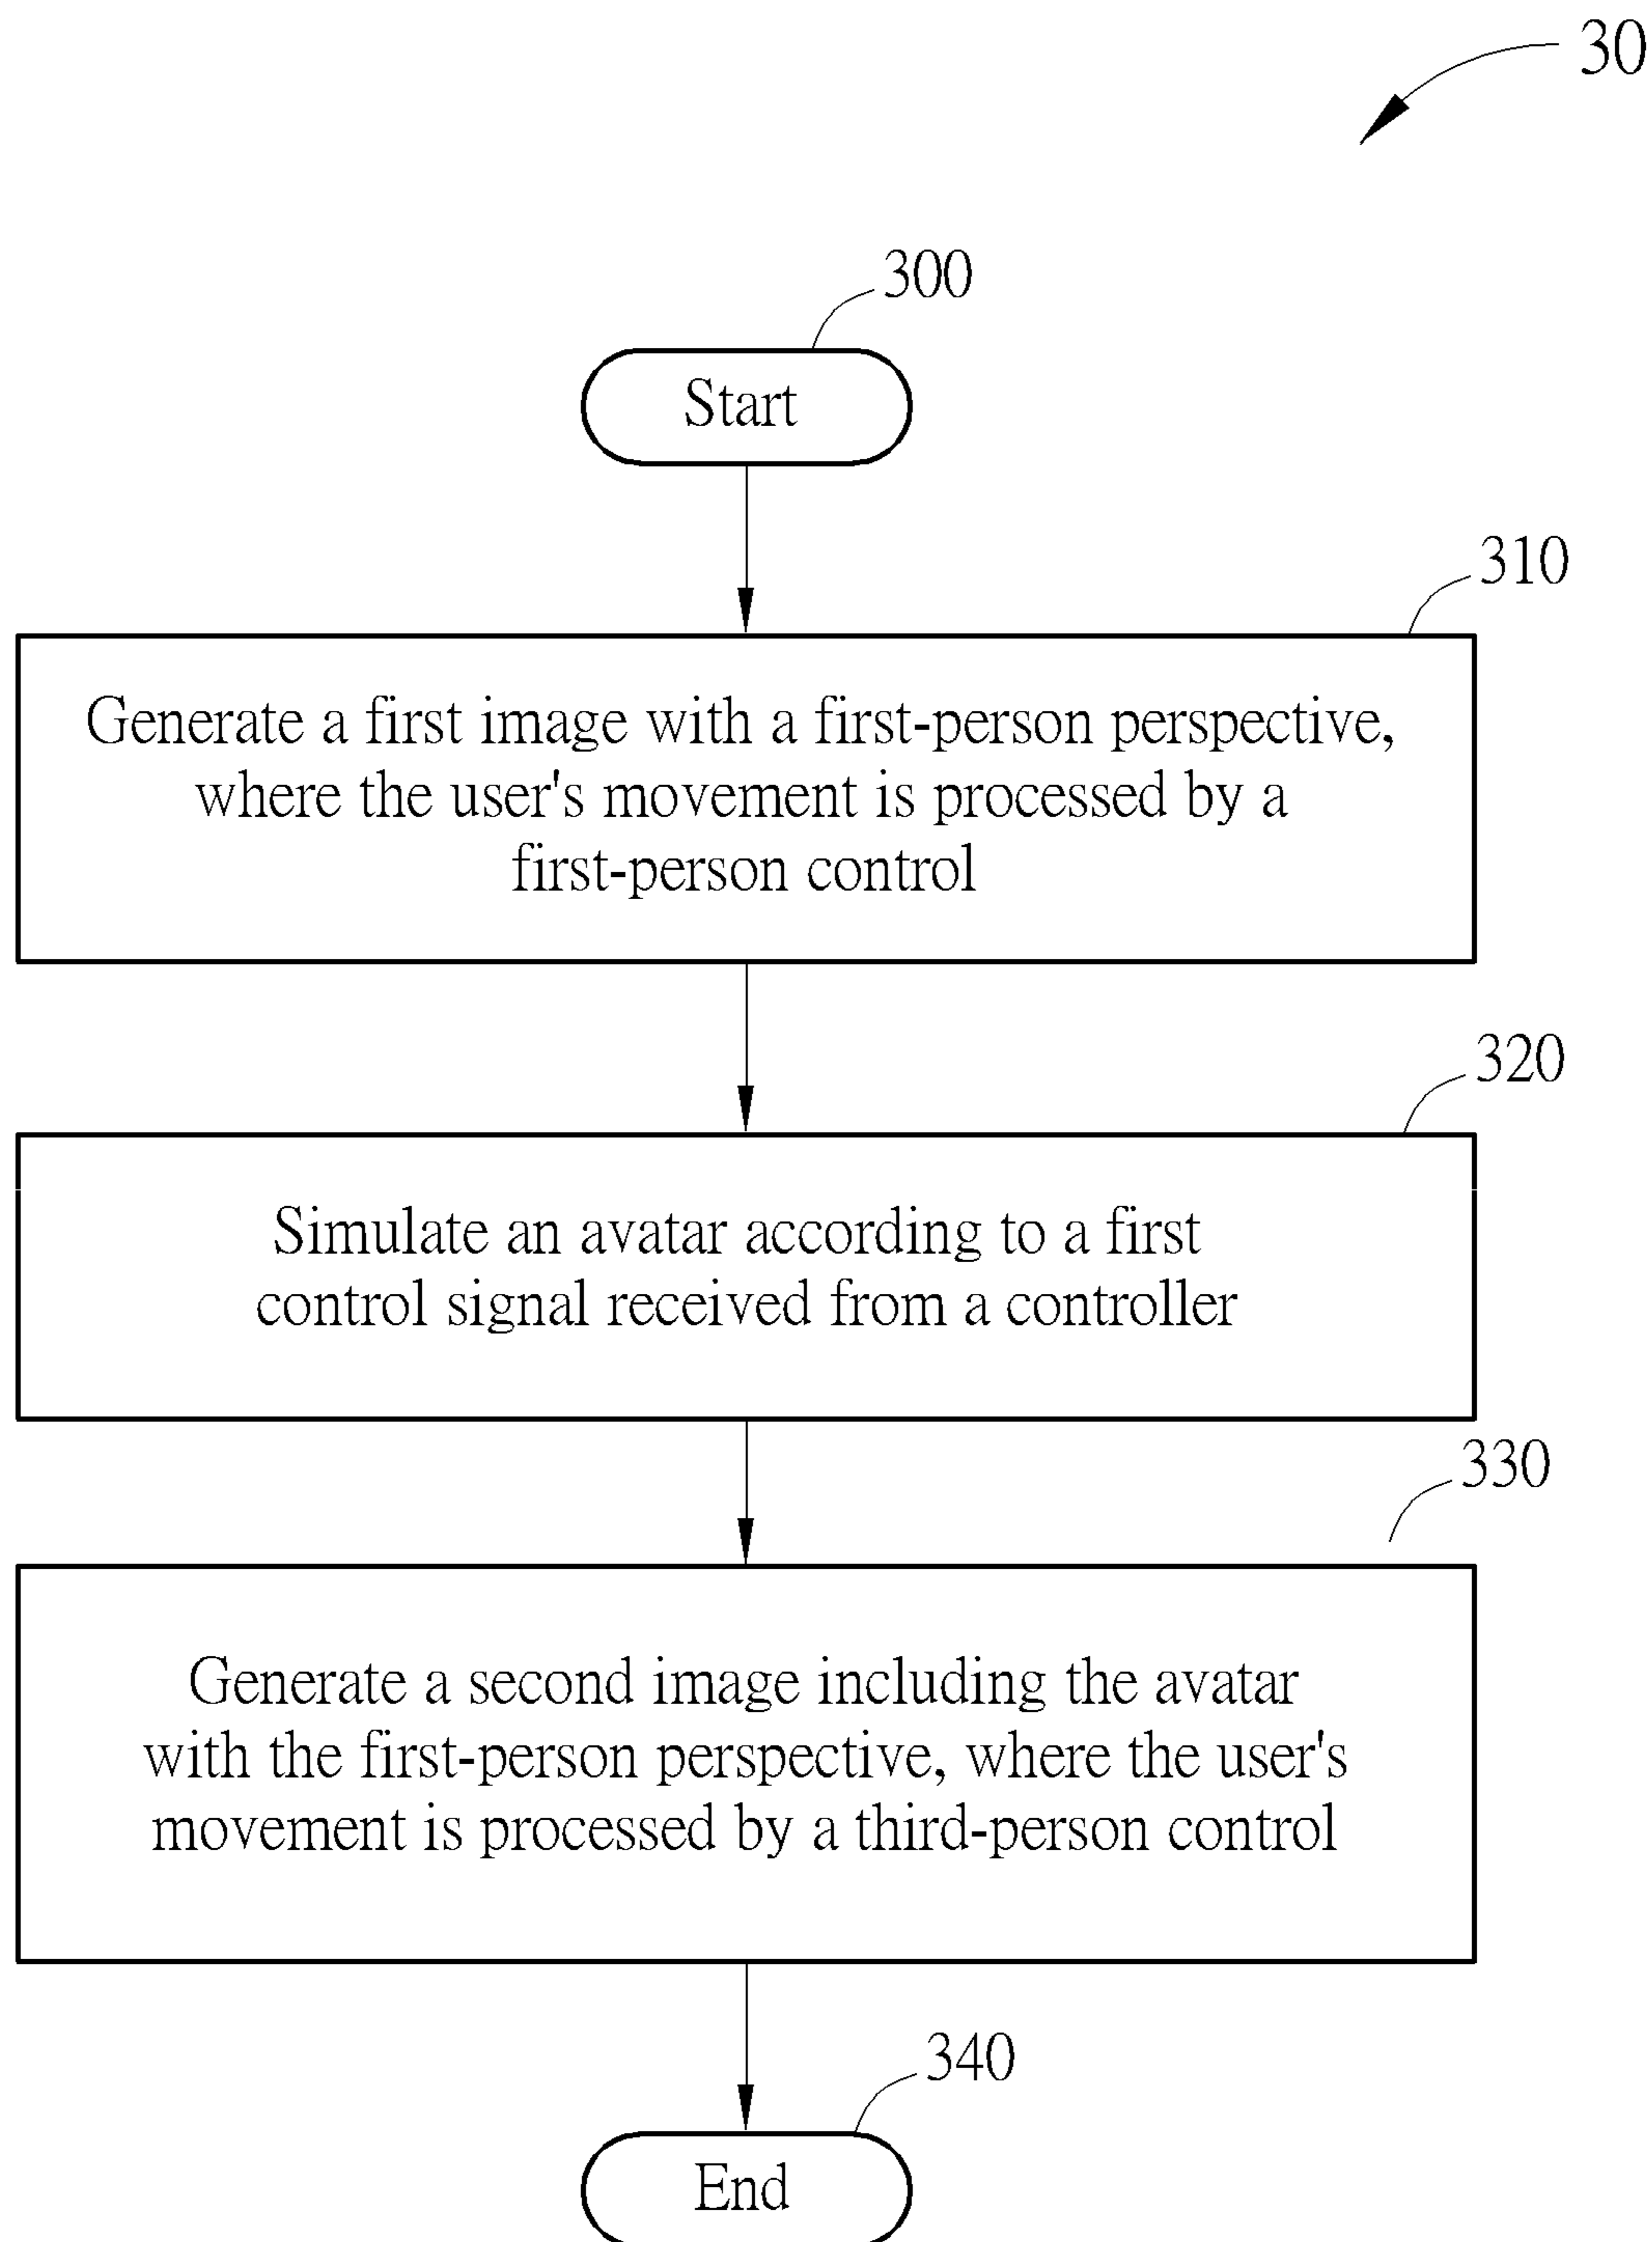 30
300
Start
310
Generate a first image with a first-person perspective,
where the user's movement is processed by a
first-person control
320
Simulate an avatar according to a first
control signal received from a controller
330
Generate a second image including the avatar
with the first-person perspective, where the user's
movement is processed by a third-person control
340
End